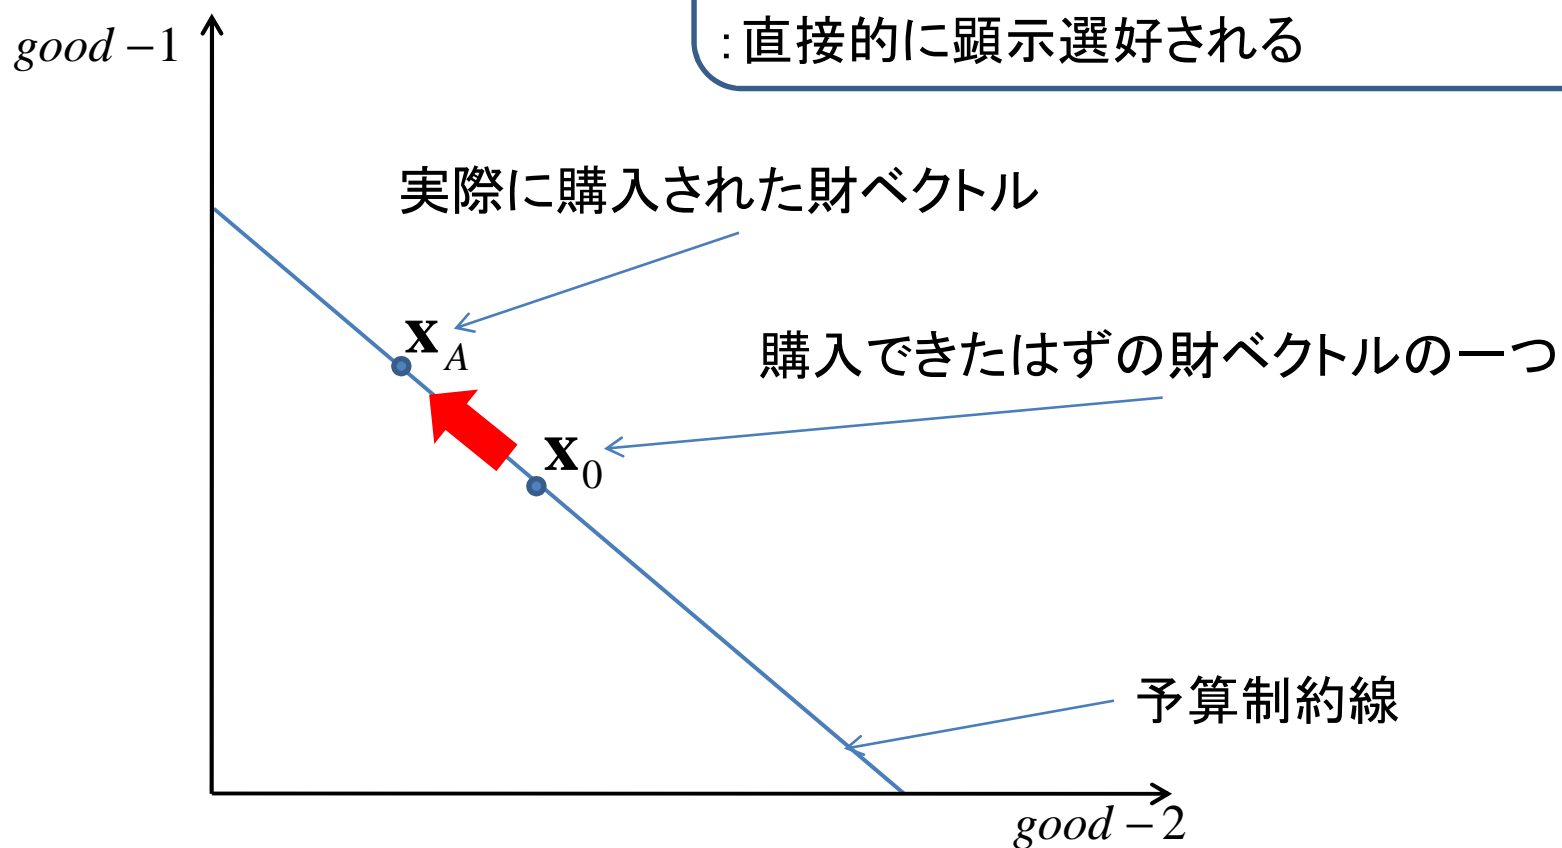 good −1
:直接的に顕示選好される
実際に購入された財ベクトル
x_A
購入できたはずの財ベクトルの一つ
x_0
予算制約線
good −2